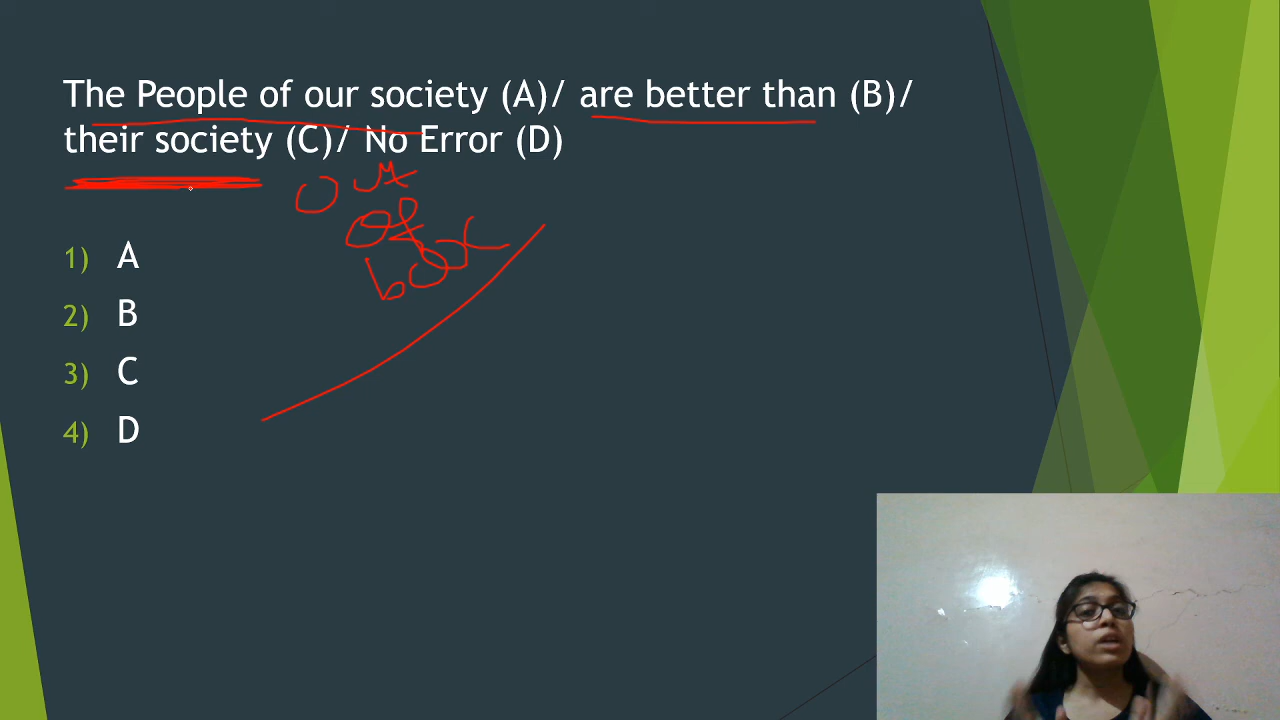 The People of our society (A)/ are better than (B)/
their society (C)/ No Error (D)
out
of
box
1) A
2) B
3) C
4) D